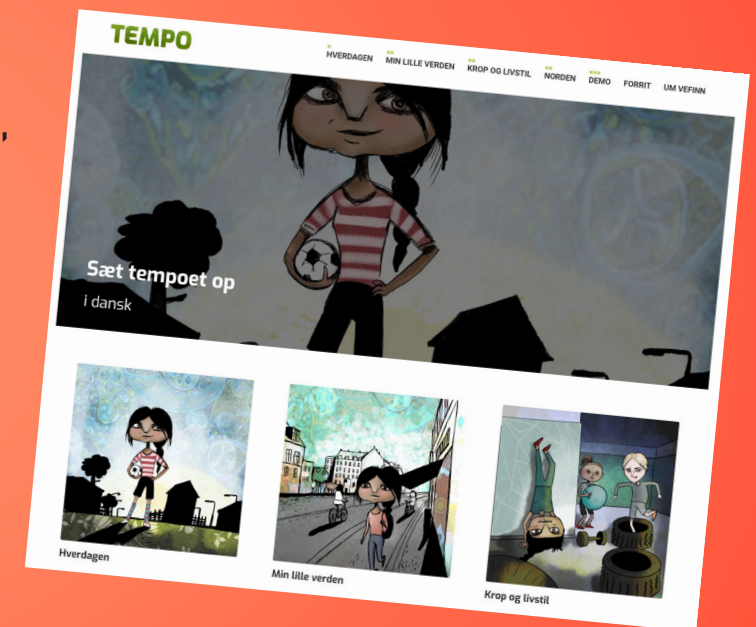 ,
TEMPO
* HVERDAGEN ** MIN LILLE VERDEN ** KROP OG LIVSTIL ** NORDEN *** DEMO FORRIT UM VEFINN
Sæt tempoet op
i dansk
Hverdagen
Min lille verden
Krop og livstil